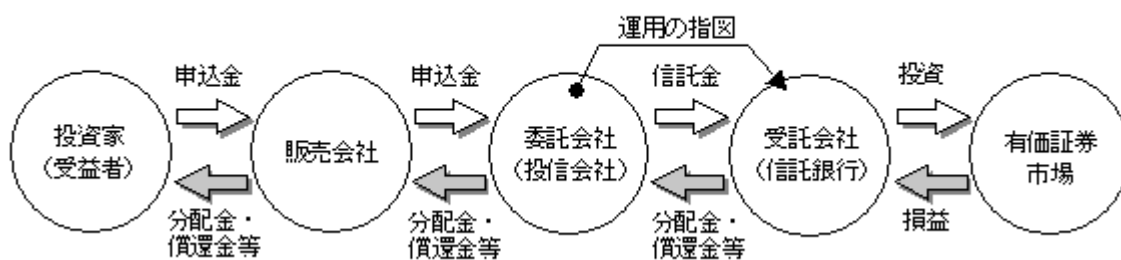 運用の指図
申込金
申込金
信託金
投資
投資家
(受益者)
販売会社
委託会社
(投信会社)
受託会社
(信託銀行)
有価証券
市場
分配金・
償還金等
分配金・
償還金等
分配金・
償還金等
損益